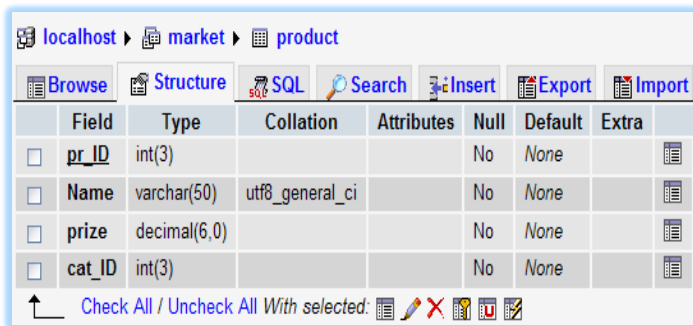 localhost ▸ market ▸ product
Browse Structure SQL Search Insert Export Import
Field Type Collation Attributes Null Default Extra
pr_ID int(3) No None
Name varchar(50) utf8_general_ci No None
prize decimal(6,0) No None
cat_ID int(3) No None
Check All / Uncheck All With selected: